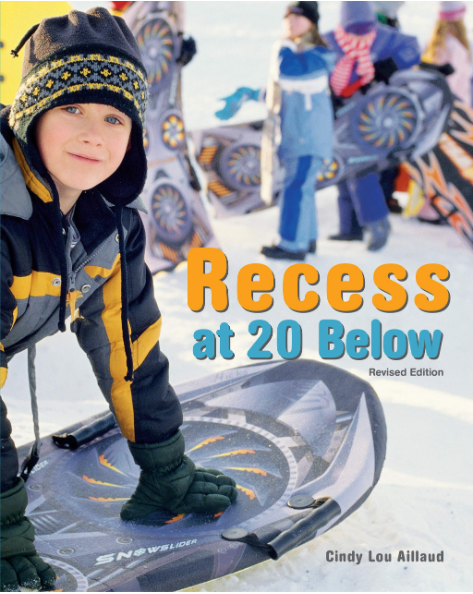 Recess
at 20 Below
Revised Edition
SNOWSLIDER
Cindy Lou Aillaud